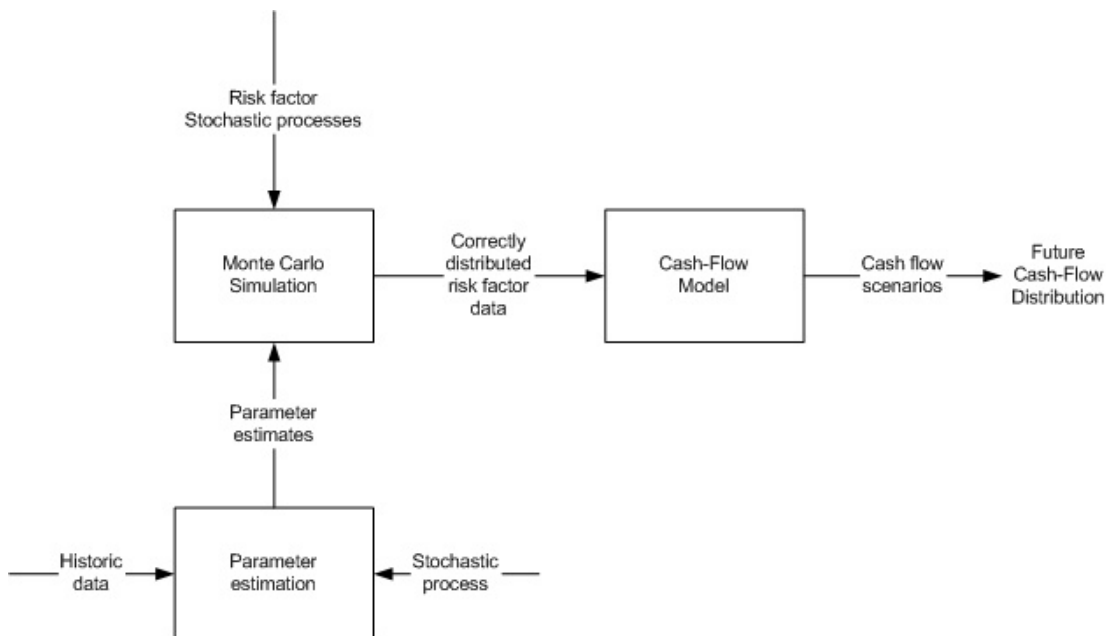 Risk factor
Stochastic processes
Monte Carlo
Simulation
Correctly
distributed
risk factor
data
Cash-Flow
Model
Cash flow
scenarios
Future
Cash-Flow
Distribution
Parameter
estimates
Historic
data
Parameter
estimation
Stochastic
process